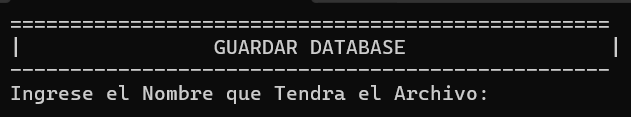 ==================================================
|                GUARDAR DATABASE                 |
--------------------------------------------------
Ingrese el Nombre que Tendra el Archivo: